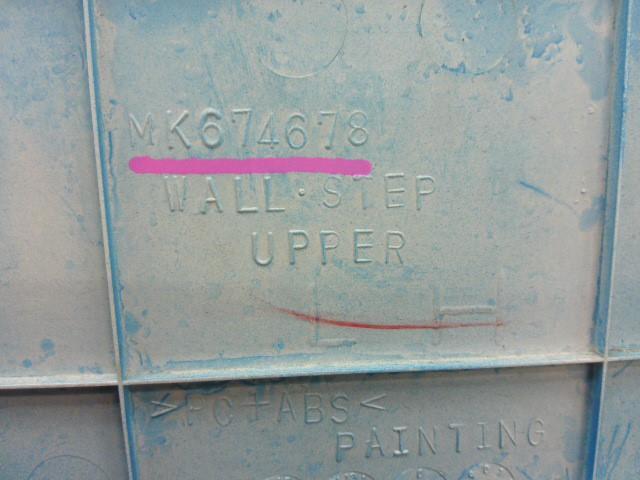 MK674678
WALL·STEP
UPPER
>PC+ABS<
PAINTING